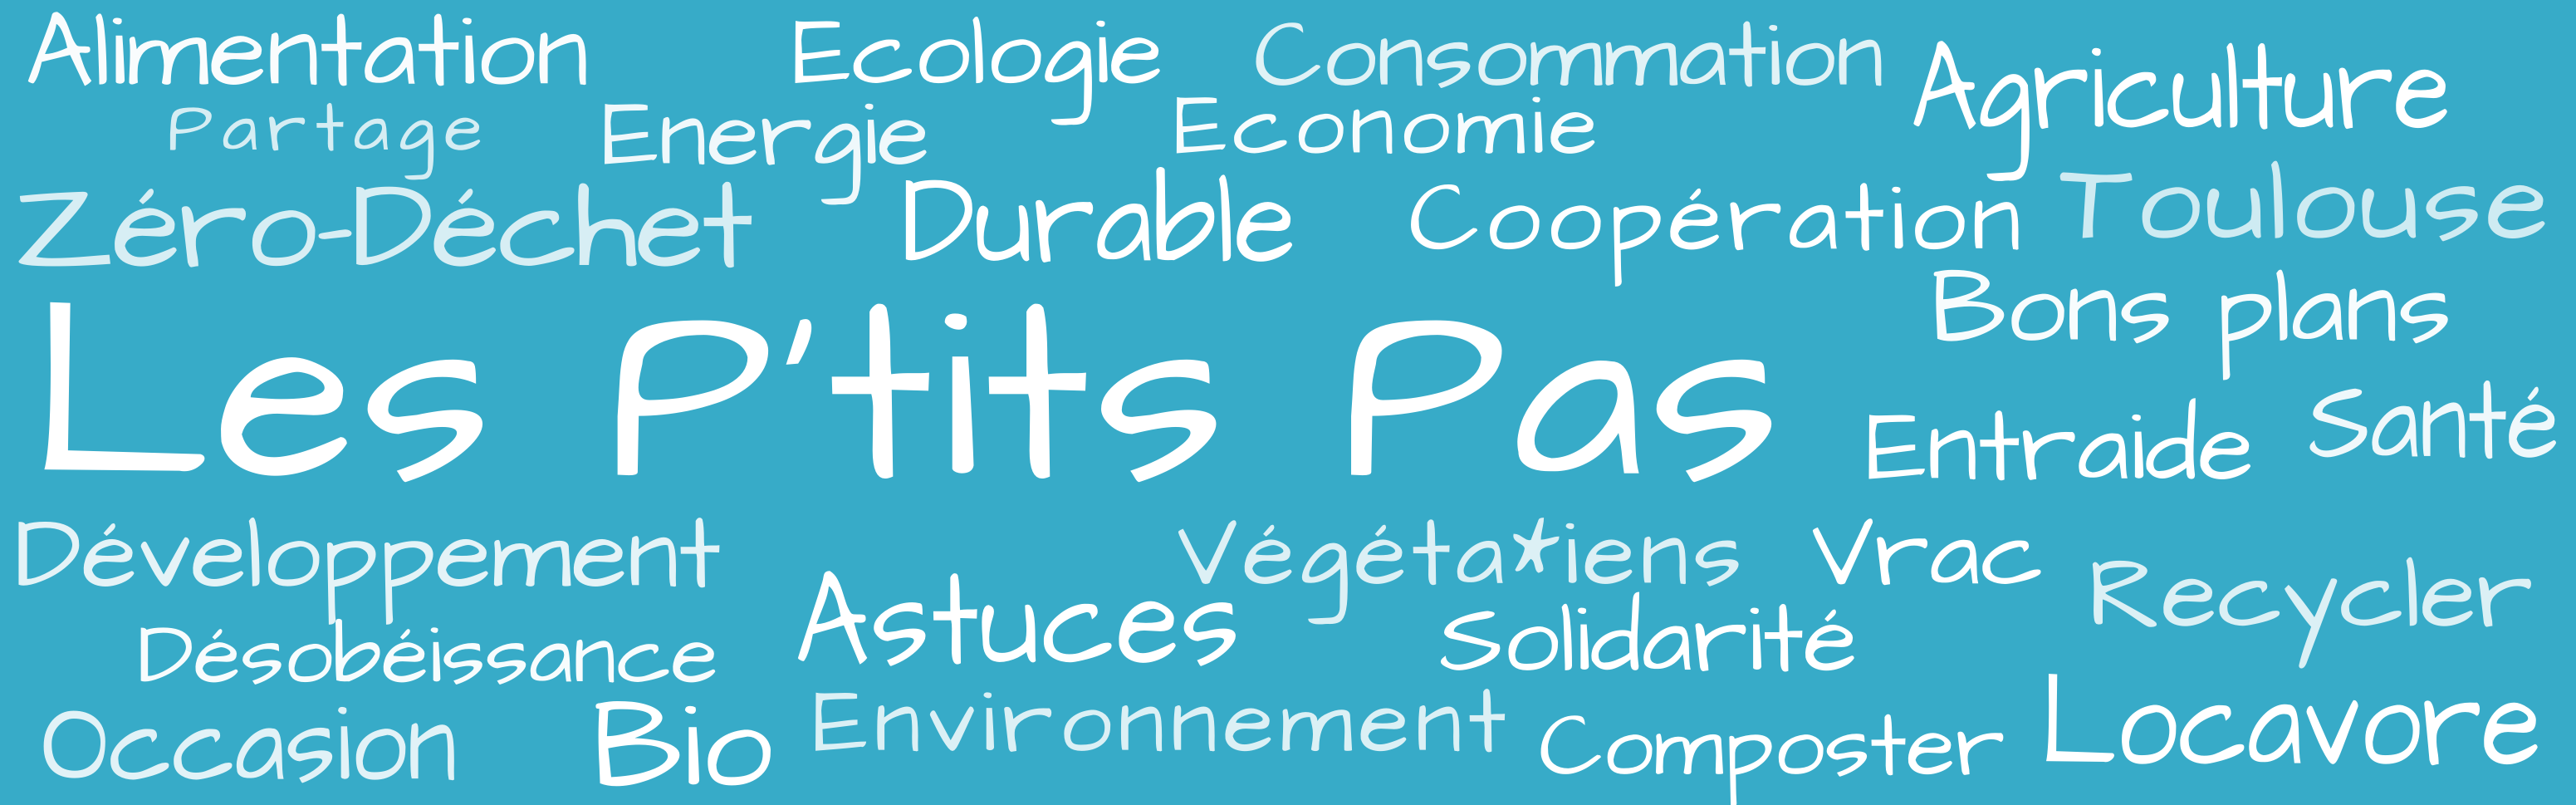 Alimentation Ecologie Consommation Agriculture
Partage Energie Economie
Zéro-Déchet Durable Coopération Toulouse
Bons plans
Les P'tits Pas
Entraide Santé
Développement Végéta*iens Vrac Recycler
Désobéissance Astuces Solidarité
Occasion Bio Environnement Composter Locavore